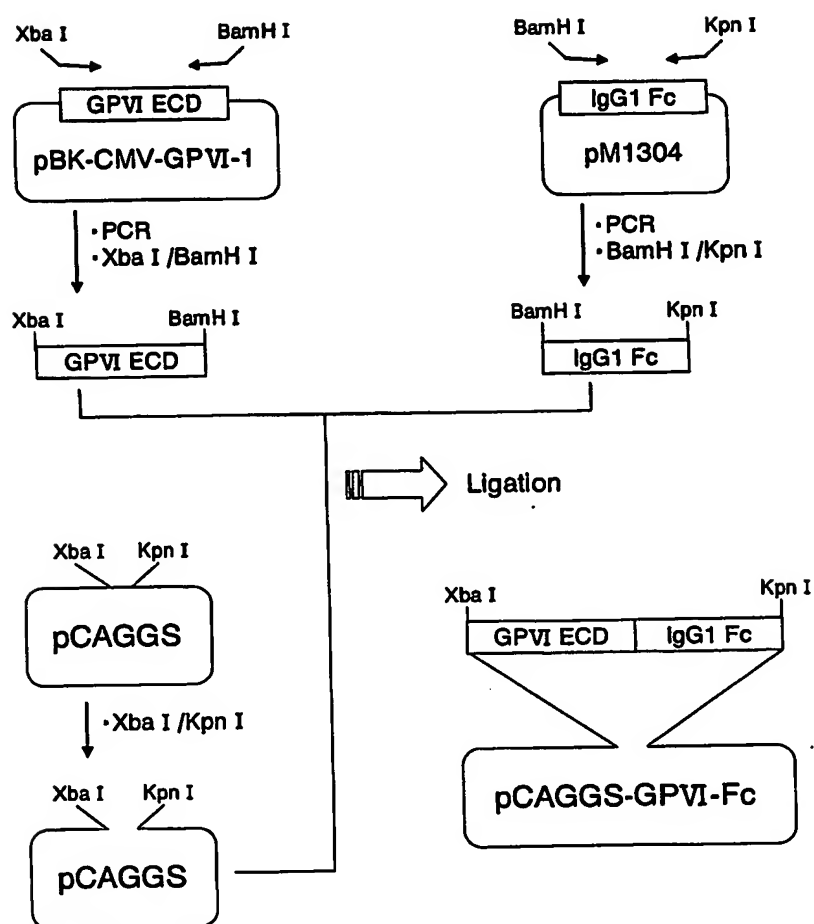 Xba I
BamH I
GPVI ECD
pBK-CMV-GPVI-1
・PCR
・Xba I /BamH I
Xba I
BamH I
GPVI ECD
BamH I
Kpn I
IgG1 Fc
pM1304
・PCR
・BamH I /Kpn I
BamH I
Kpn I
IgG1 Fc
Ligation
Xba I
Kpn I
pCAGGS
・Xba I /Kpn I
Xba I
Kpn I
pCAGGS
Xba I
Kpn I
GPVI ECD
IgG1 Fc
pCAGGS-GPVI-Fc